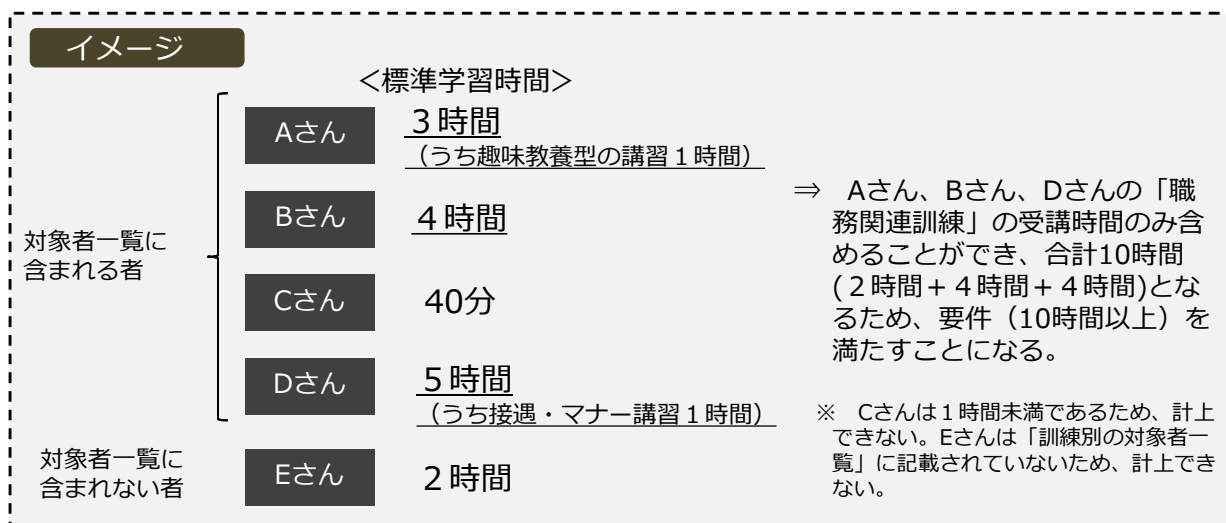 イメージ
＜標準学習時間＞
対象者一覧に
含まれる者
Aさん
３時間
（うち趣味教養型の講習１時間）
Bさん
４時間
Cさん
40分
Dさん
５時間
（うち接遇・マナー講習１時間）
対象者一覧に
含まれない者
Eさん
２時間
⇒　Aさん、Bさん、Dさんの「職
務関連訓練」の受講時間のみ含
めることができ、合計10時間
(２時間＋４時間＋４時間)とな
るため、要件（10時間以上）を
満たすことになる。
※　Cさんは１時間未満であるため、計上
できない。Eさんは「訓練別の対象者一
覧」に記載されていないため、計上でき
ない。